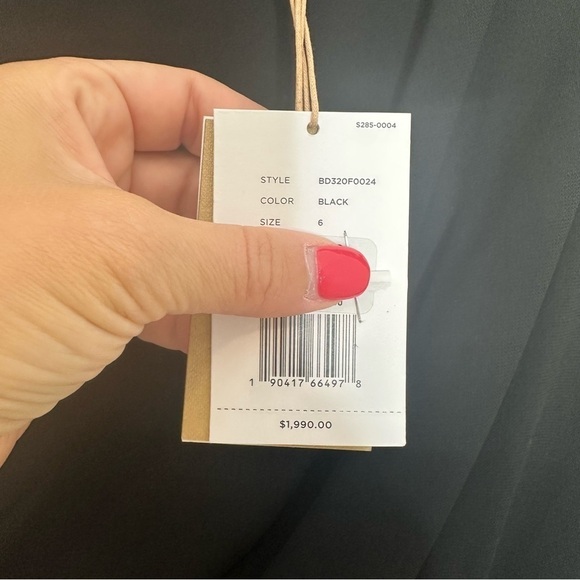 S285-0004
STYLE BD320F0024
COLOR BLACK
SIZE 6
1 90417 66497 8
$1,990.00